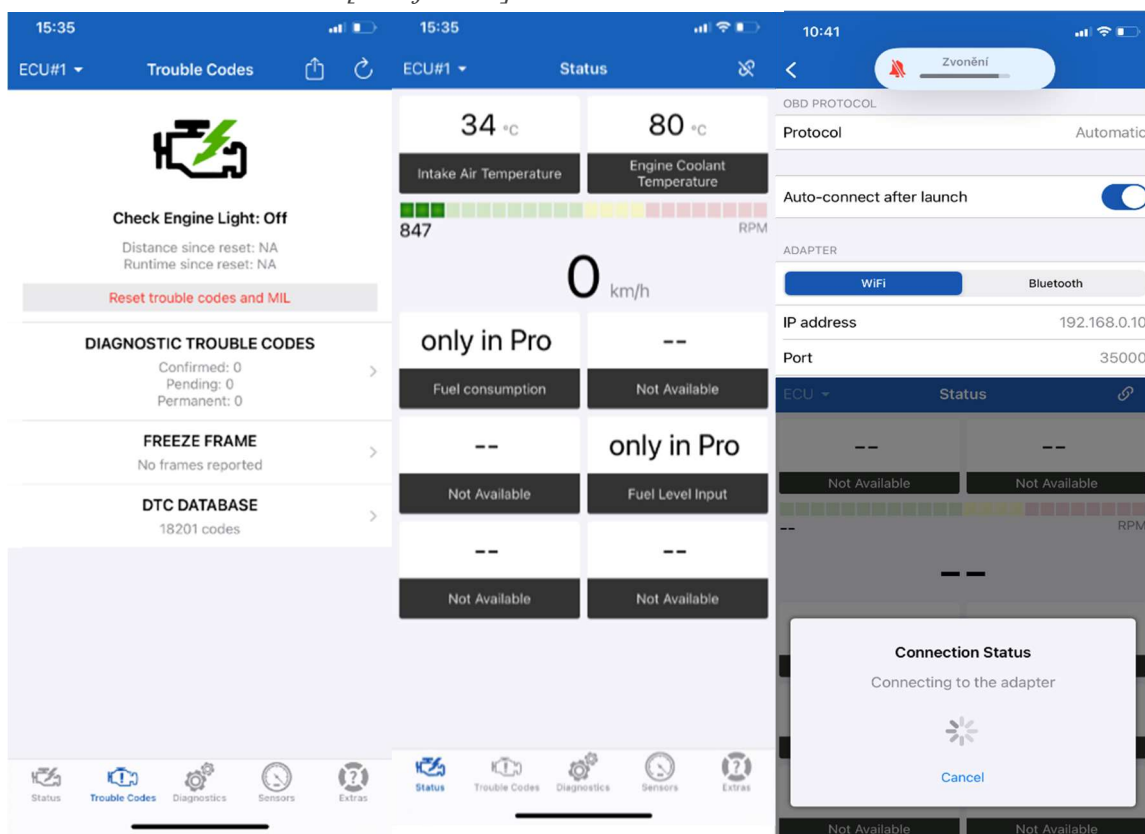 15:35
ECU#1
Trouble Codes
Check Engine Light: Off
Distance since reset: NA
Runtime since reset: NA
Reset trouble codes and MIL
DIAGNOSTIC TROUBLE CODES
Confirmed: 0
Pending: 0
Permanent: 0
FREEZE FRAME
No frames reported
DTC DATABASE
18201 codes
Status
Trouble Codes
Diagnostics
Sensors
Extras
15:35
ECU#1
Status
34 °C
80 °C
Intake Air Temperature
Engine Coolant
Temperature
847
RPM
0 km/h
only in Pro
--
Fuel consumption
Not Available
--
only in Pro
Not Available
Fuel Level Input
--
--
Not Available
Not Available
Status
Trouble Codes
Diagnostics
Sensors
Extras
10:41
Zvonění
OBD PROTOCOL
Protocol
Automatic
Auto-connect after launch
ADAPTER
WiFi
Bluetooth
IP address
192.168.0.10
Port
35000
ECU
Status
--
--
Not Available
Not Available
--
RPM
--
Connection Status
Connecting to the adapter
Cancel
Not Available
Not Available